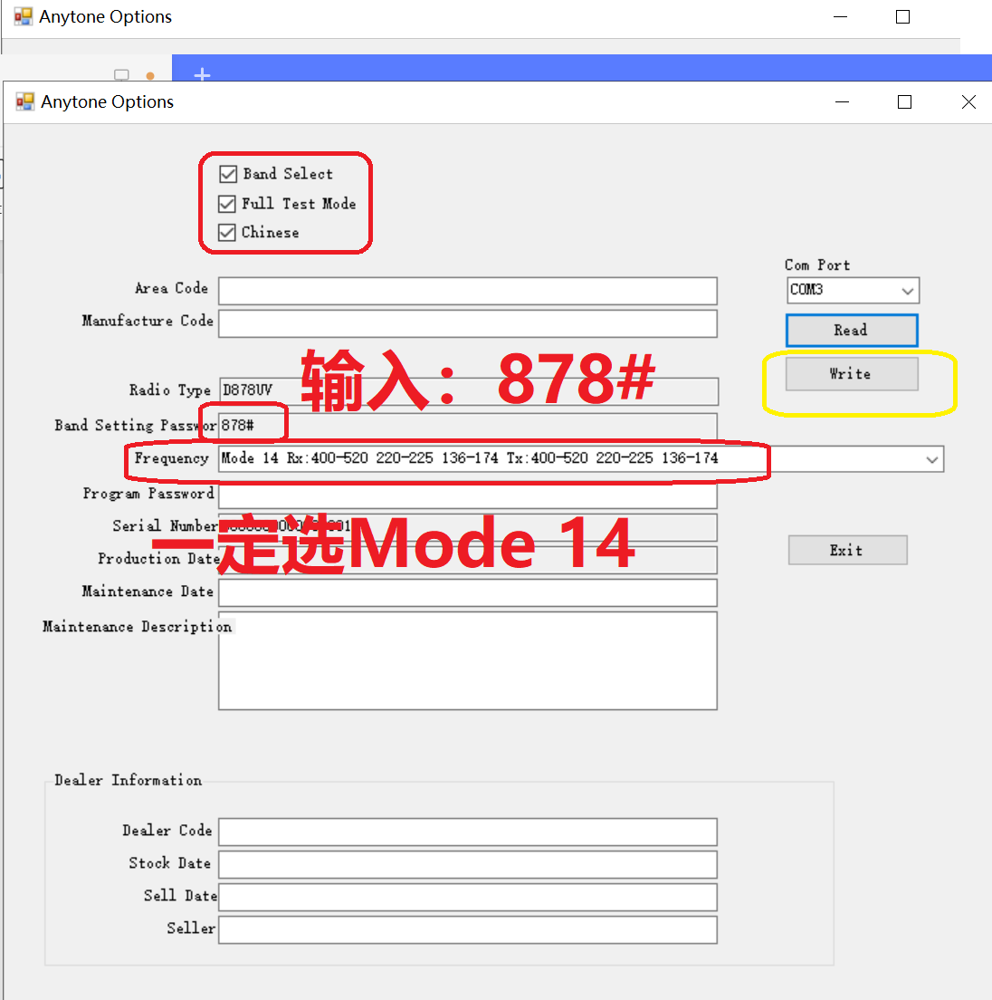 Anytone Options
Anytone Options
Band Select
Full Test Mode
Chinese
Com Port
COM3
Area Code
Manufacture Code
Read
输入：878#
Write
Radio Type D878UV
Band Setting Passwor 878#
Frequency Mode 14 Rx:400-520 220-225 136-174 Tx:400-520 220-225 136-174
Program Password
Serial Number
一定选Mode 14
Production Date
Exit
Maintenance Date
Maintenance Description
Dealer Information
Dealer Code
Stock Date
Sell Date
Seller